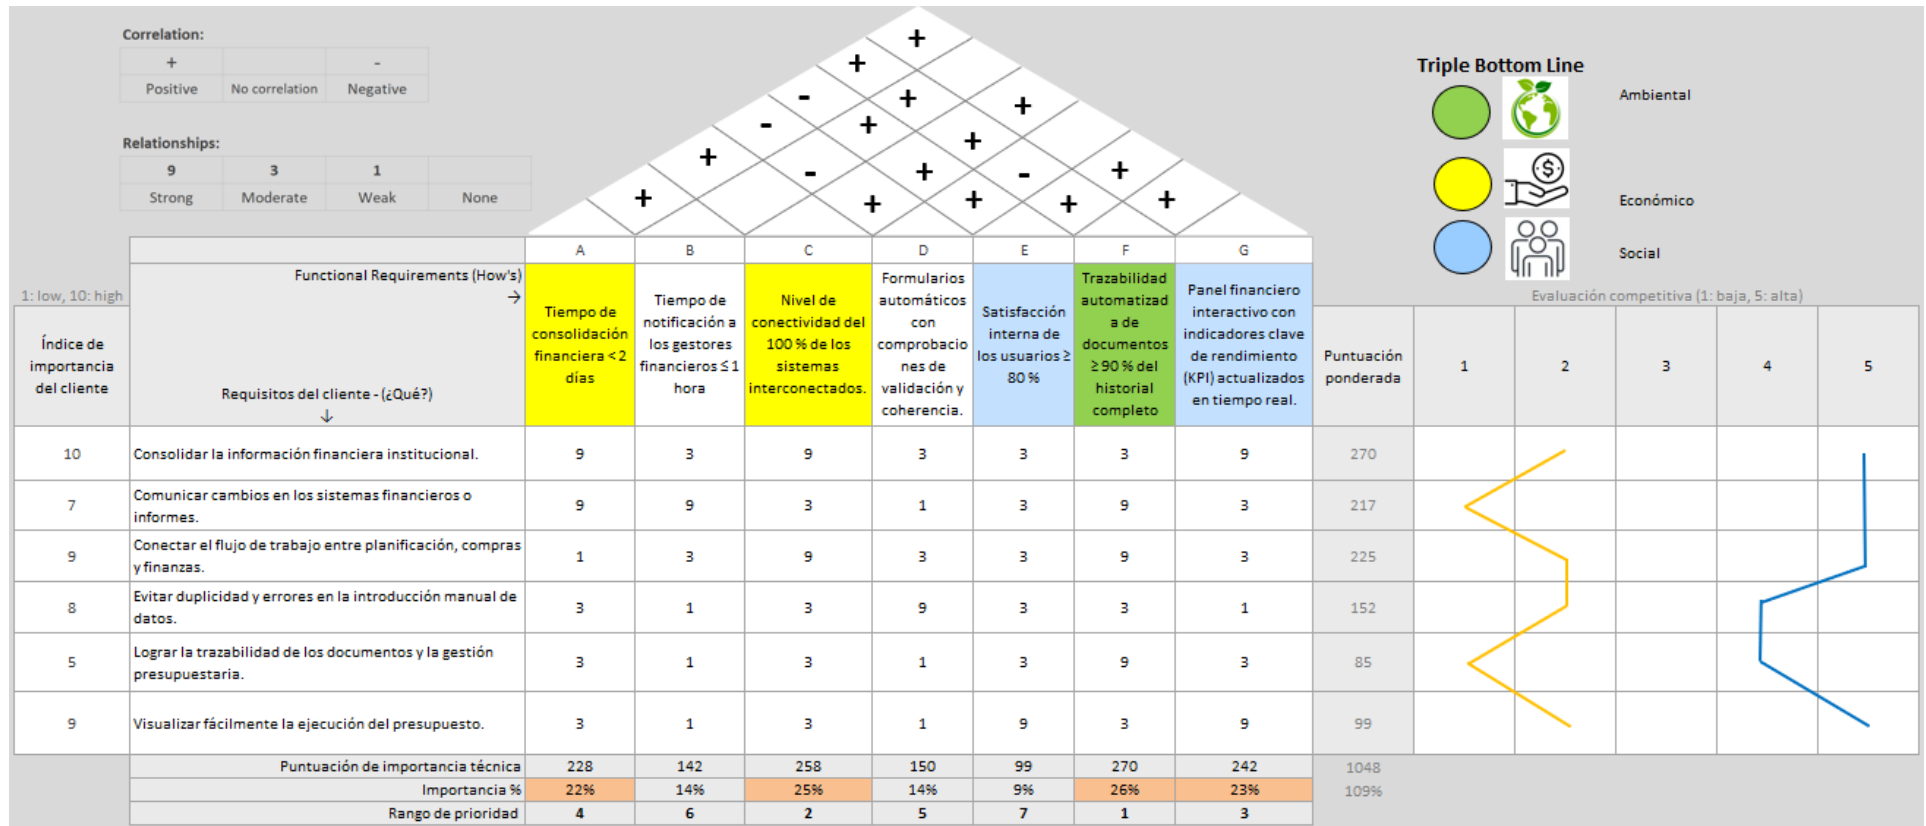 Correlation:
+ -
Positive No correlation Negative
Relationships:
9 3 1
Strong Moderate Weak None
+
+
- + +
- + +
+ - + - +
+ + + + +
Triple Bottom Line
Ambiental
Económico
Social
A B C D E F G
1: low, 10: high
Functional Requirements (How's)
→
Requisitos del cliente - (¿Qué?)
↓
Índice de
importancia
del cliente
Tiempo de
consolidación
financiera < 2
días
Tiempo de
notificación a
los gestores
financieros ≤ 1
hora
Nivel de
conectividad del
100 % de los
sistemas
interconectados.
Formularios
automáticos
con
comprobacio
nes de
validación y
coherencia.
Satisfacción
interna de
los usuarios ≥
80 %
Trazabilidad
automatizad
a de
documentos
≥ 90 % del
historial
completo
Panel financiero
interactivo con
indicadores clave
de rendimiento
(KPI) actualizados
en tiempo real.
Puntuación
ponderada
Evaluación competitiva (1: baja, 5: alta)
1 2 3 4 5
10 Consolidar la información financiera institucional. 9 3 9 3 3 3 9 270
7 Comunicar cambios en los sistemas financieros o
informes. 9 9 3 1 3 9 3 217
9 Conectar el flujo de trabajo entre planificación, compras
y finanzas. 1 3 9 3 3 9 3 225
8 Evitar duplicidad y errores en la introducción manual de
datos. 3 1 3 9 3 3 1 152
5 Lograr la trazabilidad de los documentos y la gestión
presupuestaria. 3 1 3 1 3 9 3 85
9 Visualizar fácilmente la ejecución del presupuesto. 3 1 3 1 9 3 9 99
Puntuación de importancia técnica 228 142 258 150 99 270 242 1048
Importancia % 22% 14% 25% 14% 9% 26% 23% 109%
Rango de prioridad 4 6 2 5 7 1 3